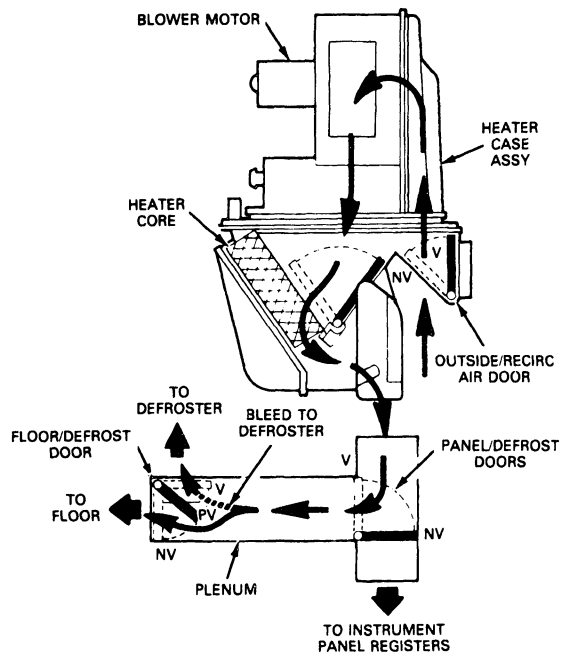 BLOWER MOTOR
HEATER
CASE
ASSY
HEATER
CORE
V
NV
OUTSIDE/RECIRC
AIR DOOR
TO
DEFROSTER
BLEED TO
DEFROSTER
FLOOR/DEFROST
DOOR
PANEL/DEFROST
DOORS
V
V
TO
FLOOR
PV
NV
NV
PLENUM
TO INSTRUMENT
PANEL REGISTERS